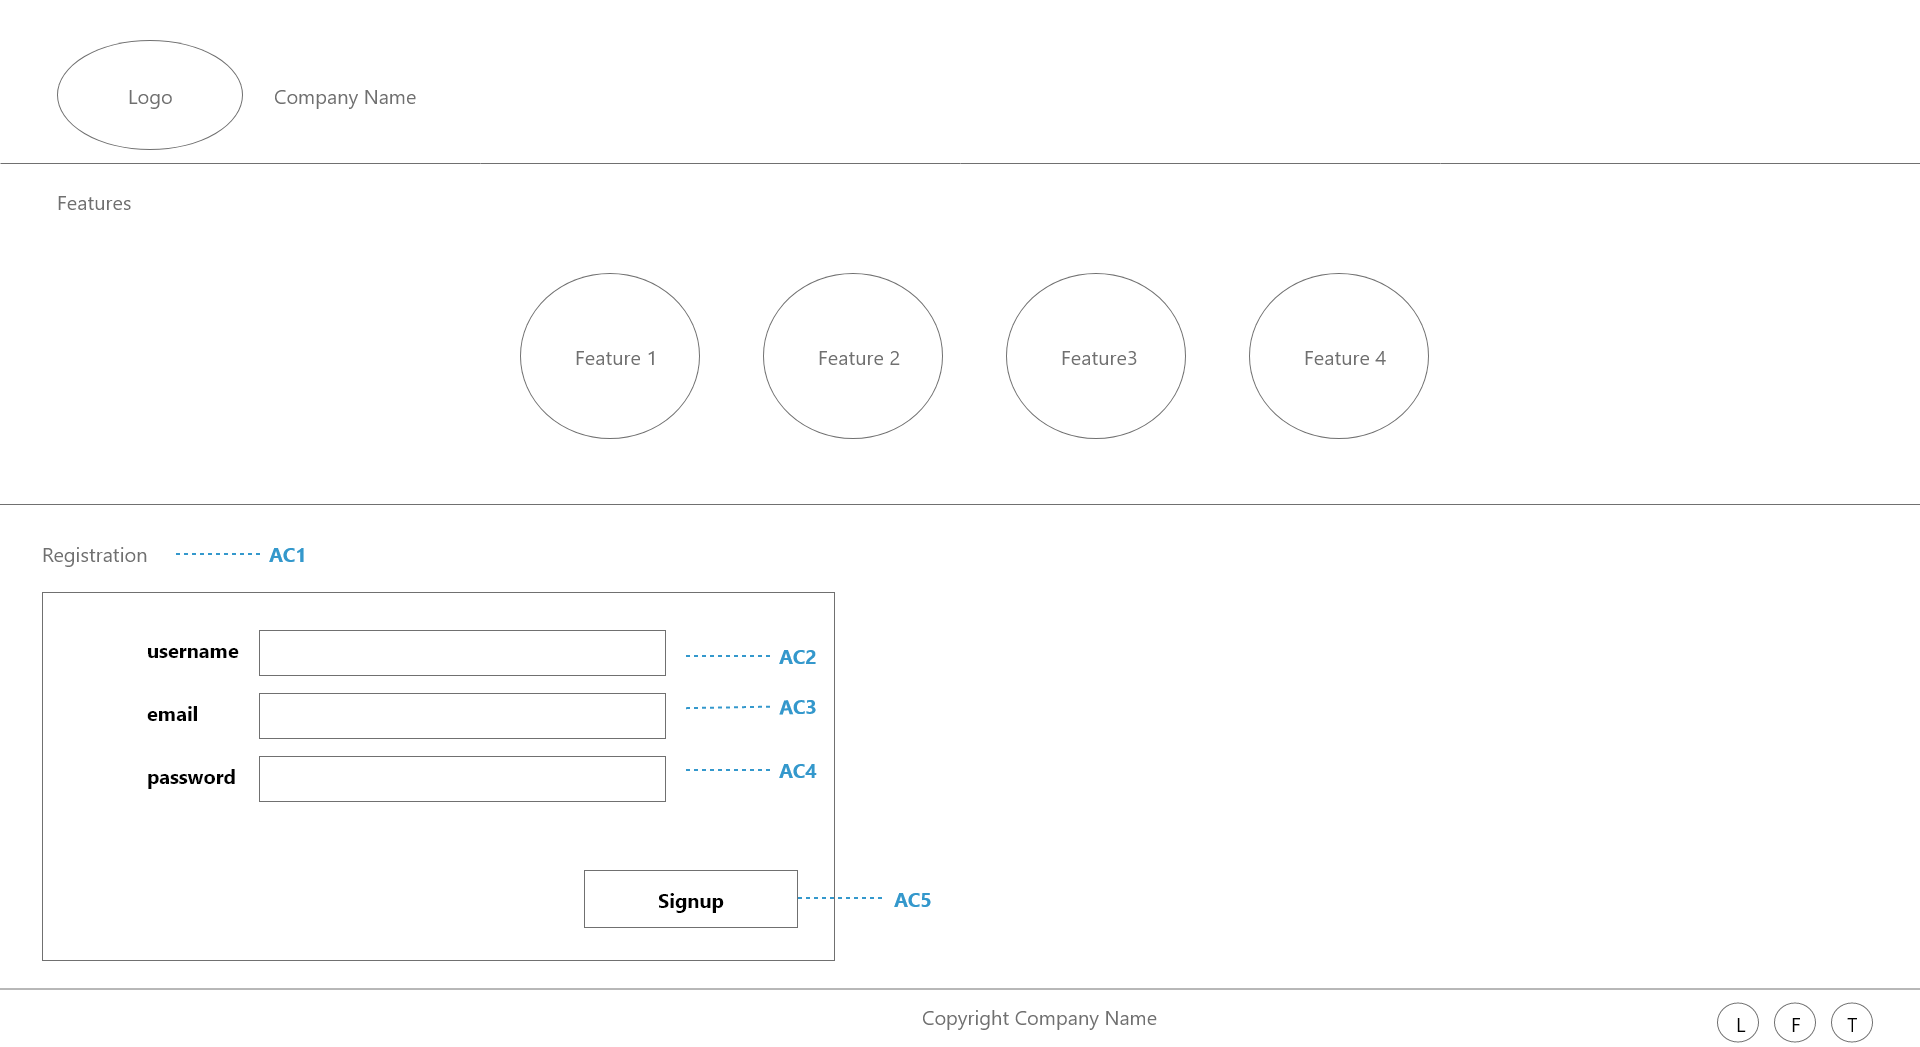 Logo
Company Name
Features
Feature 1
Feature 2
Feature3
Feature 4
Registration
AC1
username
AC2
email
AC3
password
AC4
Signup
AC5
Copyright Company Name
L
F
T